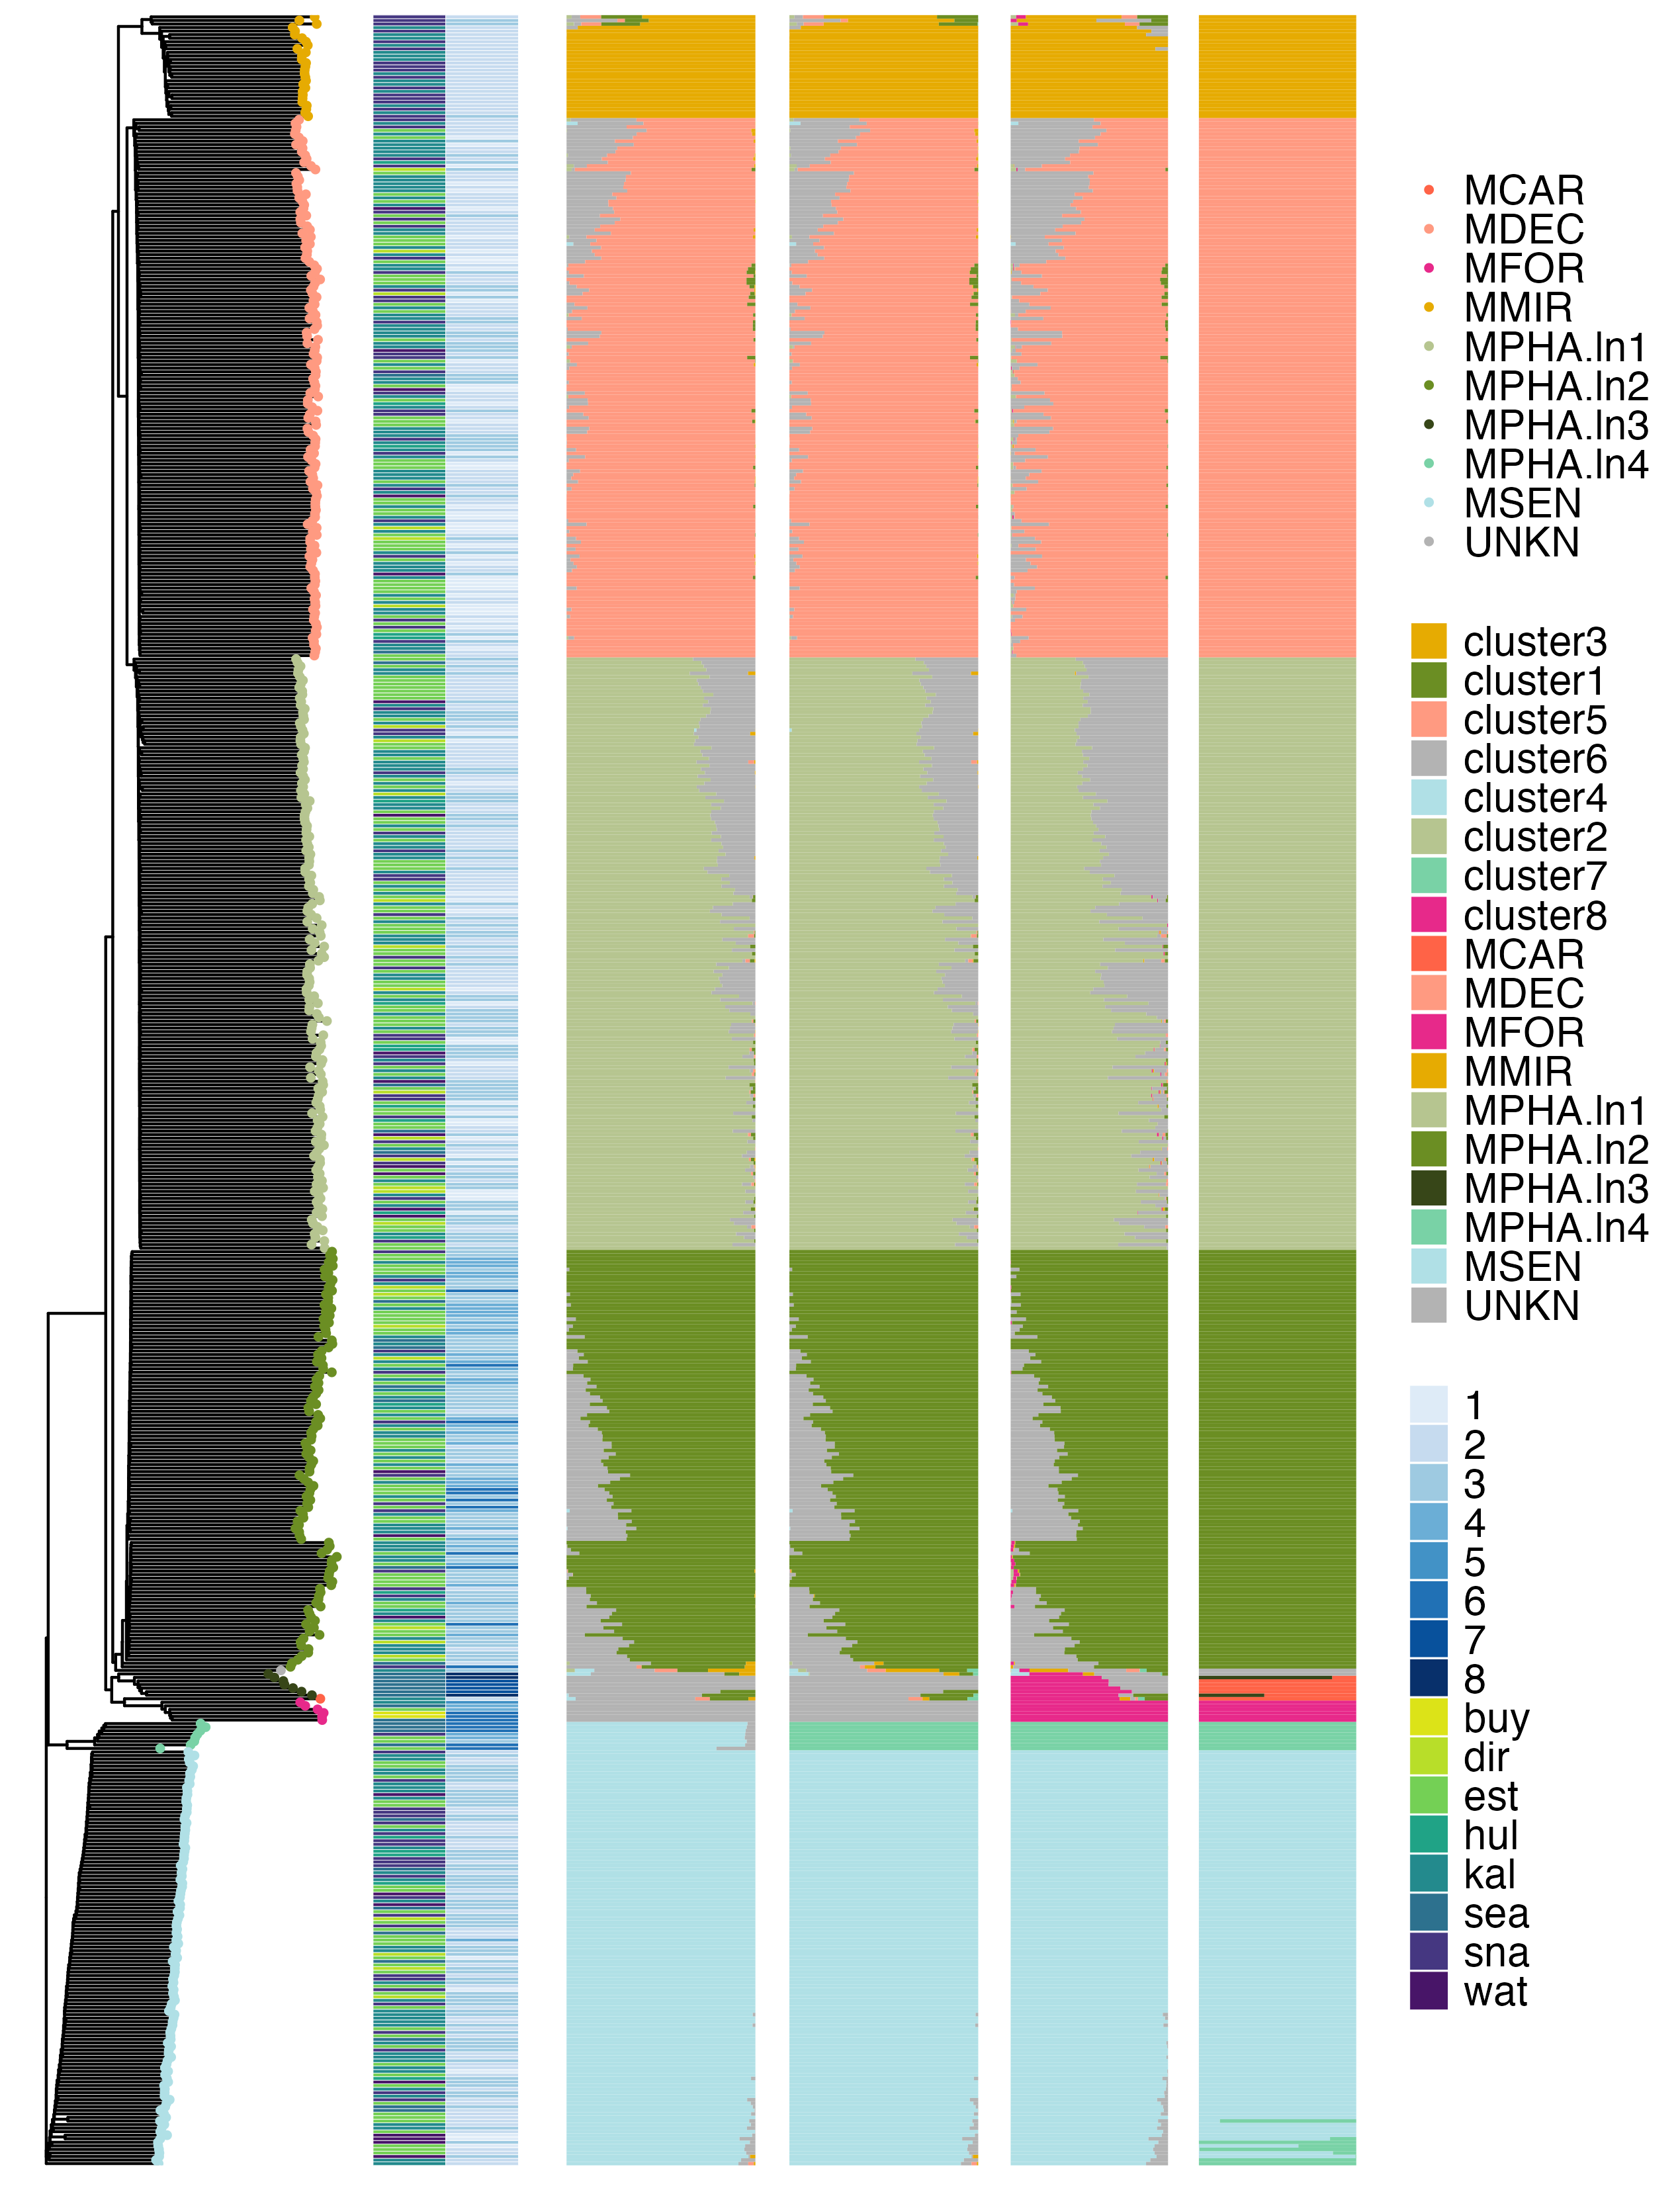 MCAR
MDEC
MFOR
MMIR
MPHA.ln1
MPHA.ln2
MPHA.ln3
MPHA.ln4
MSEN
UNKN
cluster3
cluster1
cluster5
cluster6
cluster4
cluster2
cluster7
cluster8
MCAR
MDEC
MFOR
MMIR
MPHA.ln1
MPHA.ln2
MPHA.ln3
MPHA.ln4
MSEN
UNKN
1
2
3
4
5
6
7
8
buy
dir
est
hul
kal
sea
sna
wat